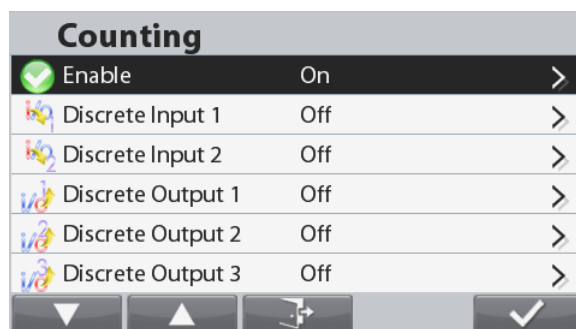 Counting
Enable On
Discrete Input 1 Off
Discrete Input 2 Off
Discrete Output 1 Off
Discrete Output 2 Off
Discrete Output 3 Off